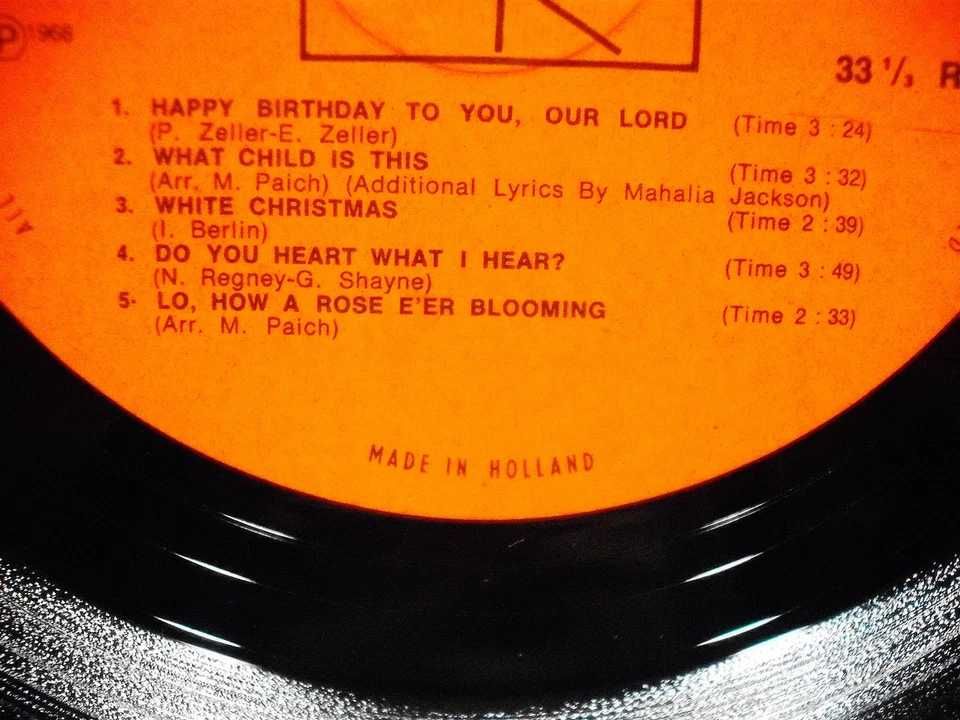 ℗ 1968
33 1/3 R
1. HAPPY BIRTHDAY TO YOU, OUR LORD (Time 3 : 24)
(P. Zeller-E. Zeller)
2. WHAT CHILD IS THIS (Time 3 : 32)
(Arr. M. Paich) (Additional Lyrics By Mahalia Jackson)
3. WHITE CHRISTMAS (Time 2 : 39)
(I. Berlin)
4. DO YOU HEART WHAT I HEAR? (Time 3 : 49)
(N. Regney-G. Shayne)
5. LO, HOW A ROSE E'ER BLOOMING (Time 2 : 33)
(Arr. M. Paich)
ALL
MADE IN HOLLAND